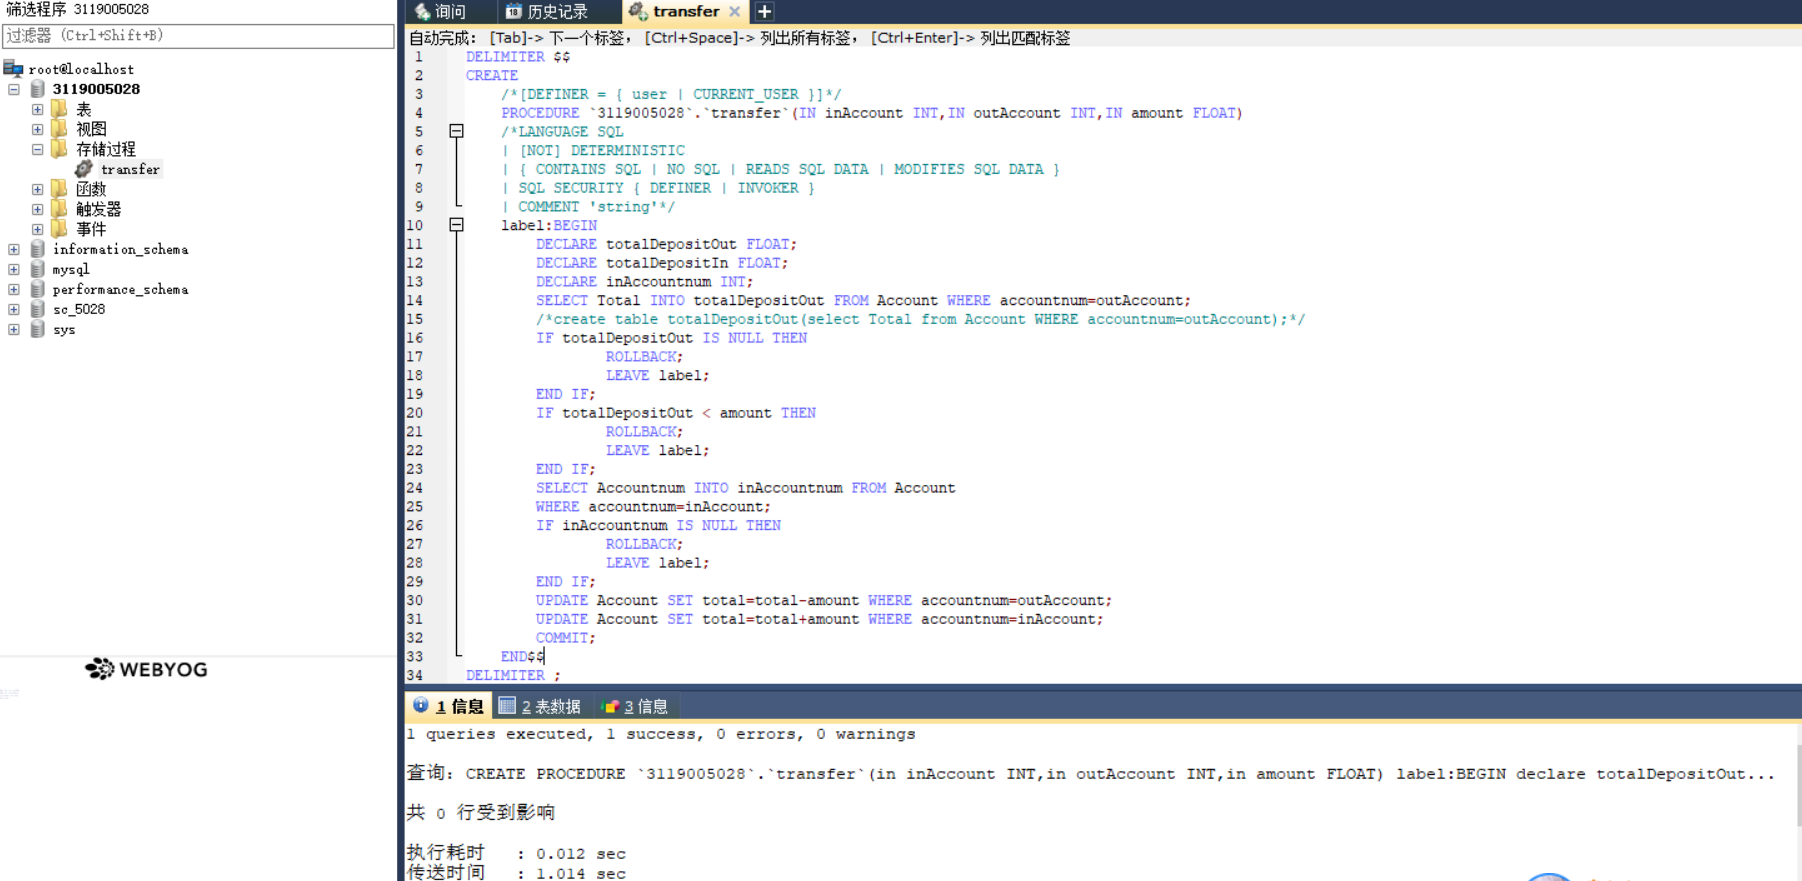 筛选程序 3119005028
过滤器 (Ctrl+Shift+B)
root@localhost
3119005028
表
视图
存储过程
transfer
函数
触发器
事件
information_schema
mysql
performance_schema
sc_5028
sys
WEBYOG
询问
18 历史记录
transfer
自动完成： [Tab]-> 下一个标签， [Ctrl+Space]-> 列出所有标签， [Ctrl+Enter]-> 列出匹配标签
1 DELIMITER $$
2 CREATE
3 /*[DEFINER = { user | CURRENT_USER }]*/
4 PROCEDURE `3119005028`.`transfer`(IN inAccount INT,IN outAccount INT,IN amount FLOAT)
5 /*LANGUAGE SQL
6 | [NOT] DETERMINISTIC
7 | { CONTAINS SQL | NO SQL | READS SQL DATA | MODIFIES SQL DATA }
8 | SQL SECURITY { DEFINER | INVOKER }
9 | COMMENT 'string'*/
10 label:BEGIN
11 DECLARE totalDepositOut FLOAT;
12 DECLARE totalDepositIn FLOAT;
13 DECLARE inAccountnum INT;
14 SELECT Total INTO totalDepositOut FROM Account WHERE accountnum=outAccount;
15 /*create table totalDepositOut(select Total from Account WHERE accountnum=outAccount);*/
16 IF totalDepositOut IS NULL THEN
17 ROLLBACK;
18 LEAVE label;
19 END IF;
20 IF totalDepositOut < amount THEN
21 ROLLBACK;
22 LEAVE label;
23 END IF;
24 SELECT Accountnum INTO inAccountnum FROM Account
25 WHERE accountnum=inAccount;
26 IF inAccountnum IS NULL THEN
27 ROLLBACK;
28 LEAVE label;
29 END IF;
30 UPDATE Account SET total=total-amount WHERE accountnum=outAccount;
31 UPDATE Account SET total=total+amount WHERE accountnum=inAccount;
32 COMMIT;
33 END$$
34 DELIMITER ;
1 信息 2 表数据 3 信息
1 queries executed, 1 success, 0 errors, 0 warnings
查询：CREATE PROCEDURE `3119005028`.`transfer`(in inAccount INT,in outAccount INT,in amount FLOAT) label:BEGIN declare totalDepositOut...
共 0 行受到影响
执行耗时 : 0.012 sec
传送时间 : 1.014 sec